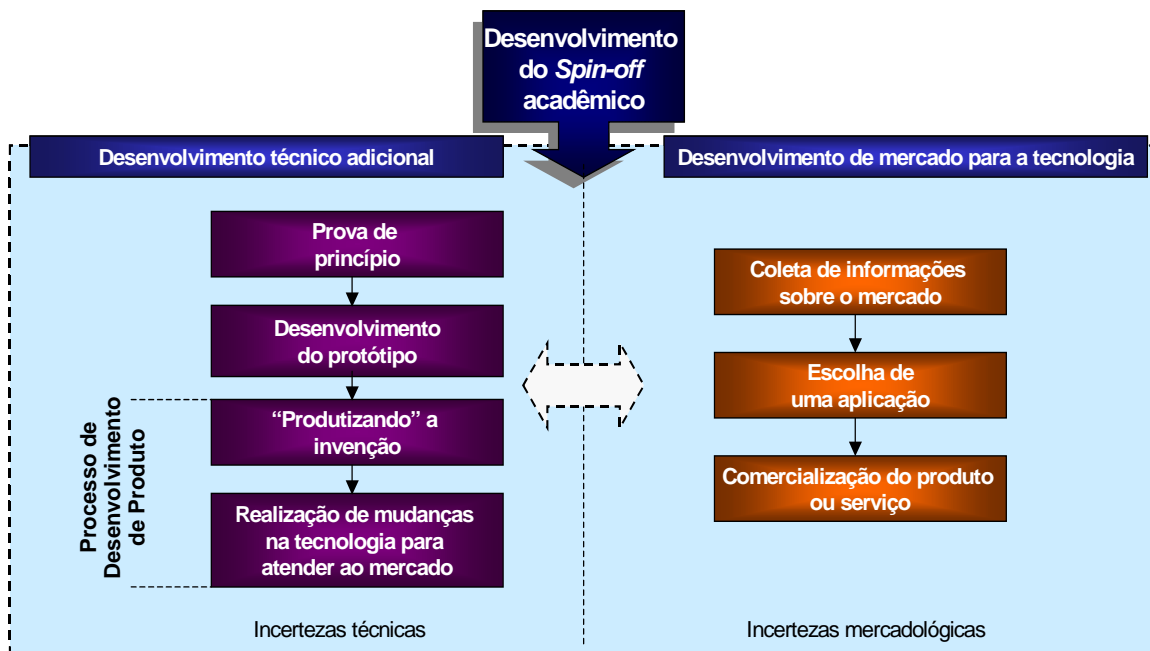 Desenvolvimento
do Spin-off
acadêmico
Desenvolvimento técnico adicional
Desenvolvimento de mercado para a tecnologia
Prova de
princípio
Desenvolvimento
do protótipo
“Produtizando” a
invenção
Realização de mudanças
na tecnologia para
atender ao mercado
Processo de
Desenvolvimento
de Produto
Incertezas técnicas
Coleta de informações
sobre o mercado
Escolha de
uma aplicação
Comercialização do produto
ou serviço
Incertezas mercadológicas